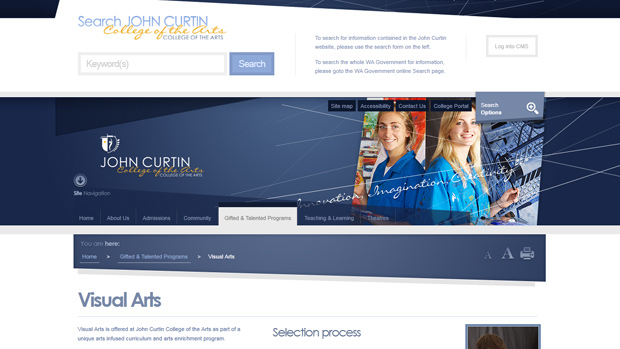 Search JOHN CURTIN
College of the Arts
COLLEGE OF THE ARTS
Keyword(s)
Search
To search for information contained in the John Curtin
website, please use the search form on the left.
To search the whole WA Government for information,
please goto the WA Government online Search page.
Log into CMS
Site map
Accessibility
Contact Us
College Portal
Search
Options
JOHN CURTIN
College of the Arts
COLLEGE OF THE ARTS
Site Navigation
Innovation, Imagination, Creativity
Home
About Us
Admissions
Community
Gifted & Talented Programs
Teaching & Learning
Theatres
You are here:
Home > Gifted & Talented Programs > Visual Arts
A A
Visual Arts
Visual Art is offered at John Curtin College of the Arts as part of a
unique arts infused curriculum and arts enrichment program.
Selection process